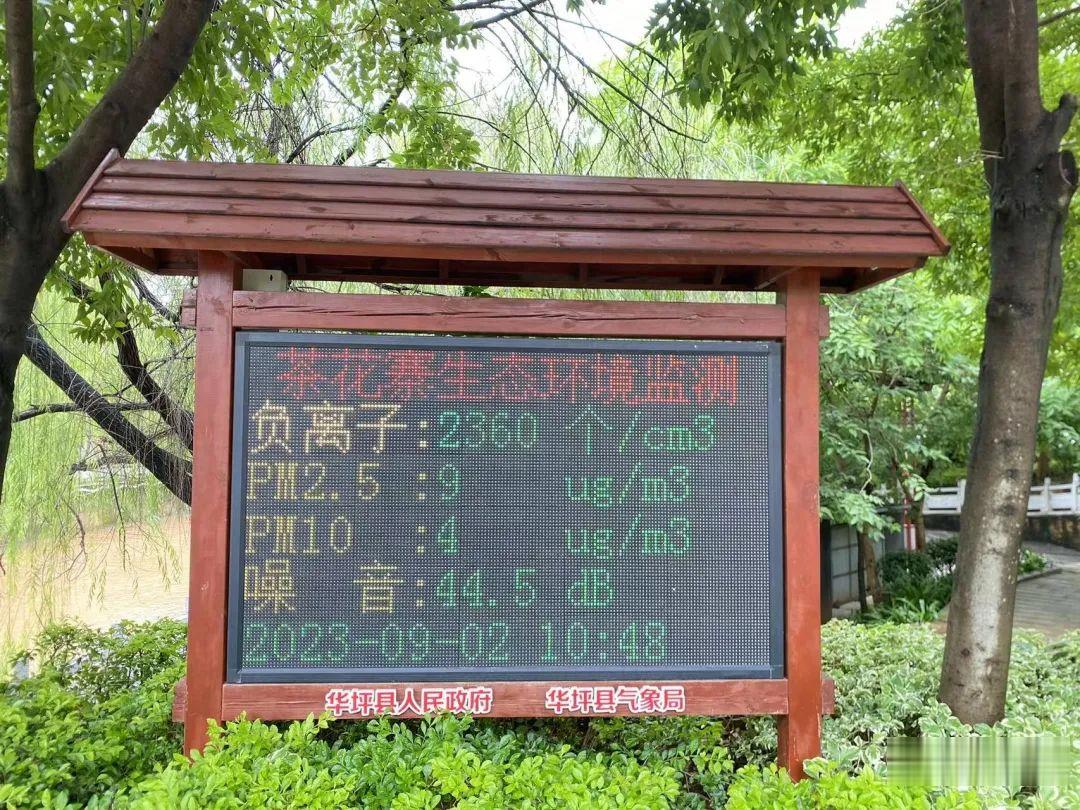 茶花寨生态环境监测
负离子:2360 个/cm3
PM2.5 :9 ug/m3
PM10 :4 ug/m3
噪 音:44.5 dB
2023-09-02 10:48
华坪县人民政府 华坪县气象局